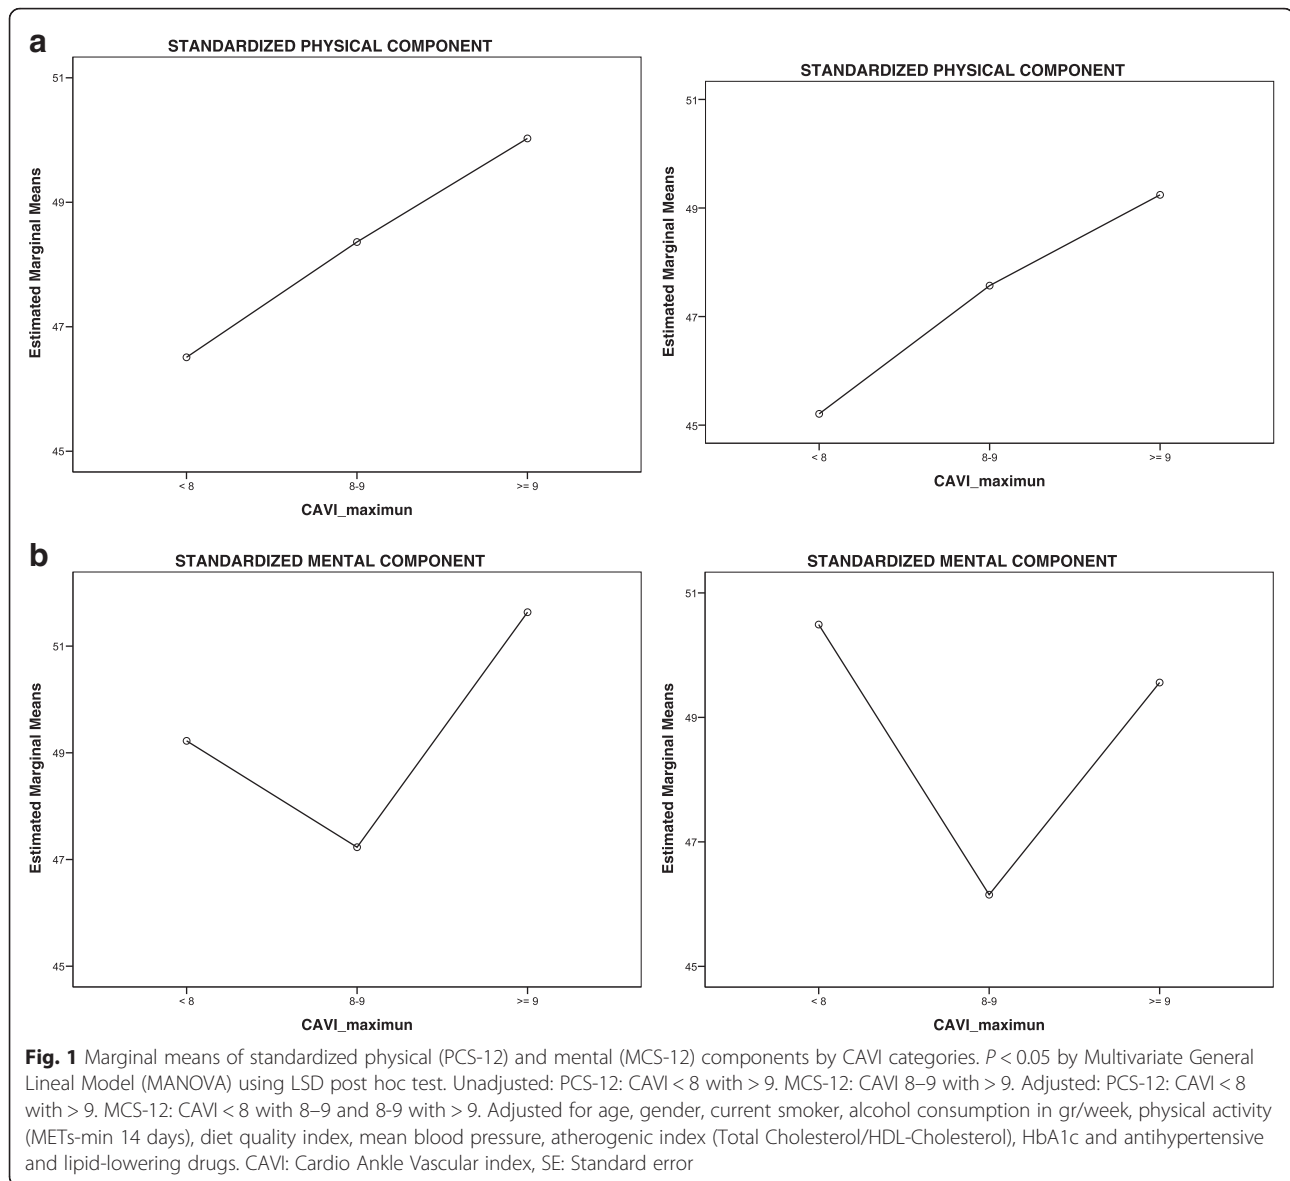 a
STANDARDIZED PHYSICAL COMPONENT
51
49
47
45
Estimated Marginal Means
< 8
8-9
>= 9
CAVI_maximun
STANDARDIZED PHYSICAL COMPONENT
51
49
47
45
Estimated Marginal Means
< 8
8-9
>= 9
CAVI_maximun
b
STANDARDIZED MENTAL COMPONENT
51
49
47
45
Estimated Marginal Means
< 8
8-9
>= 9
CAVI_maximun
STANDARDIZED MENTAL COMPONENT
51
49
47
45
Estimated Marginal Means
< 8
8-9
>= 9
CAVI_maximun
Fig. 1 Marginal means of standardized physical (PCS-12) and mental (MCS-12) components by CAVI categories. P < 0.05 by Multivariate General
Lineal Model (MANOVA) using LSD post hoc test. Unadjusted: PCS-12: CAVI < 8 with > 9. MCS-12: CAVI 8–9 with > 9. Adjusted: PCS-12: CAVI < 8
with > 9. MCS-12: CAVI < 8 with 8–9 and 8-9 with > 9. Adjusted for age, gender, current smoker, alcohol consumption in gr/week, physical activity
(METs-min 14 days), diet quality index, mean blood pressure, atherogenic index (Total Cholesterol/HDL-Cholesterol), HbA1c and antihypertensive
and lipid-lowering drugs. CAVI: Cardio Ankle Vascular index, SE: Standard error